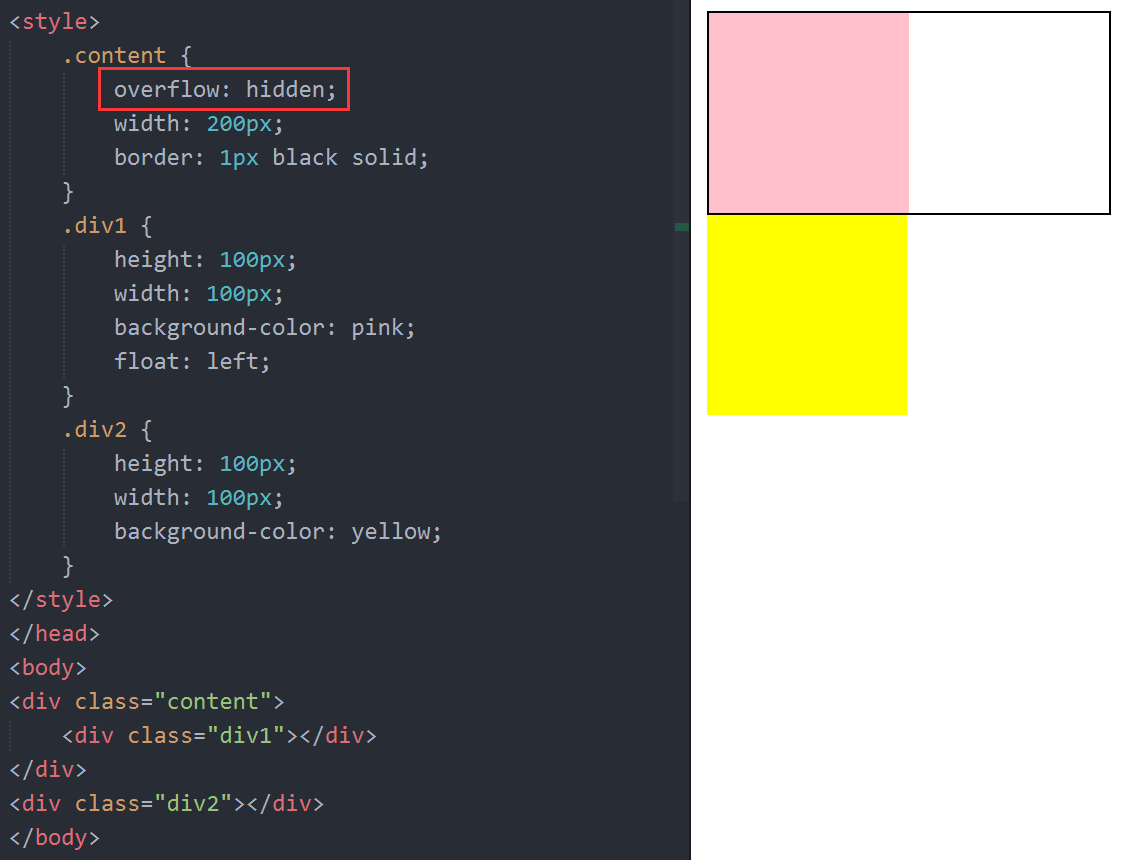 <style>
.content {
overflow: hidden;
width: 200px;
border: 1px black solid;
}
.div1 {
height: 100px;
width: 100px;
background-color: pink;
float: left;
}
.div2 {
height: 100px;
width: 100px;
background-color: yellow;
}
</style>
</head>
<body>
<div class="content">
<div class="div1"></div>
</div>
<div class="div2"></div>
</body>